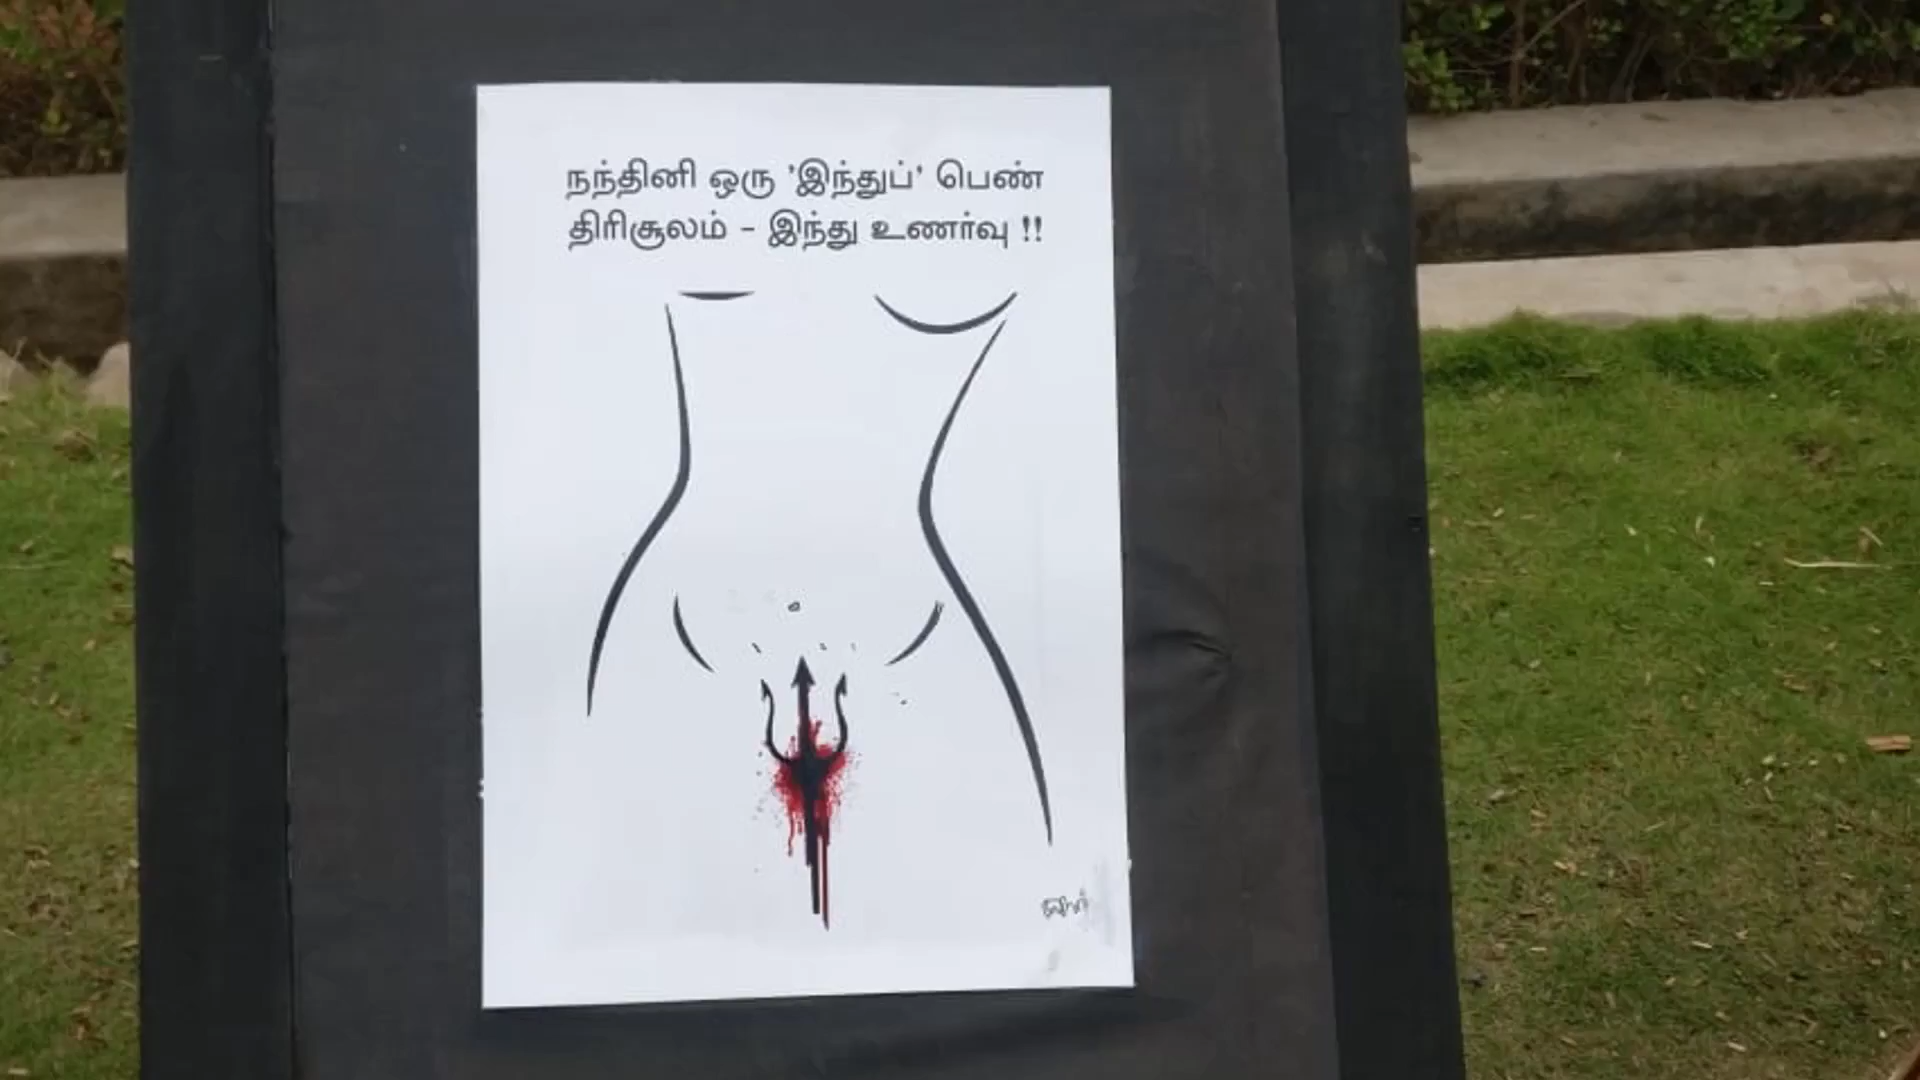 நந்தினி ஒரு 'இந்துப்' பெண்
திரிசூலம் - இந்து உணர்வு !!